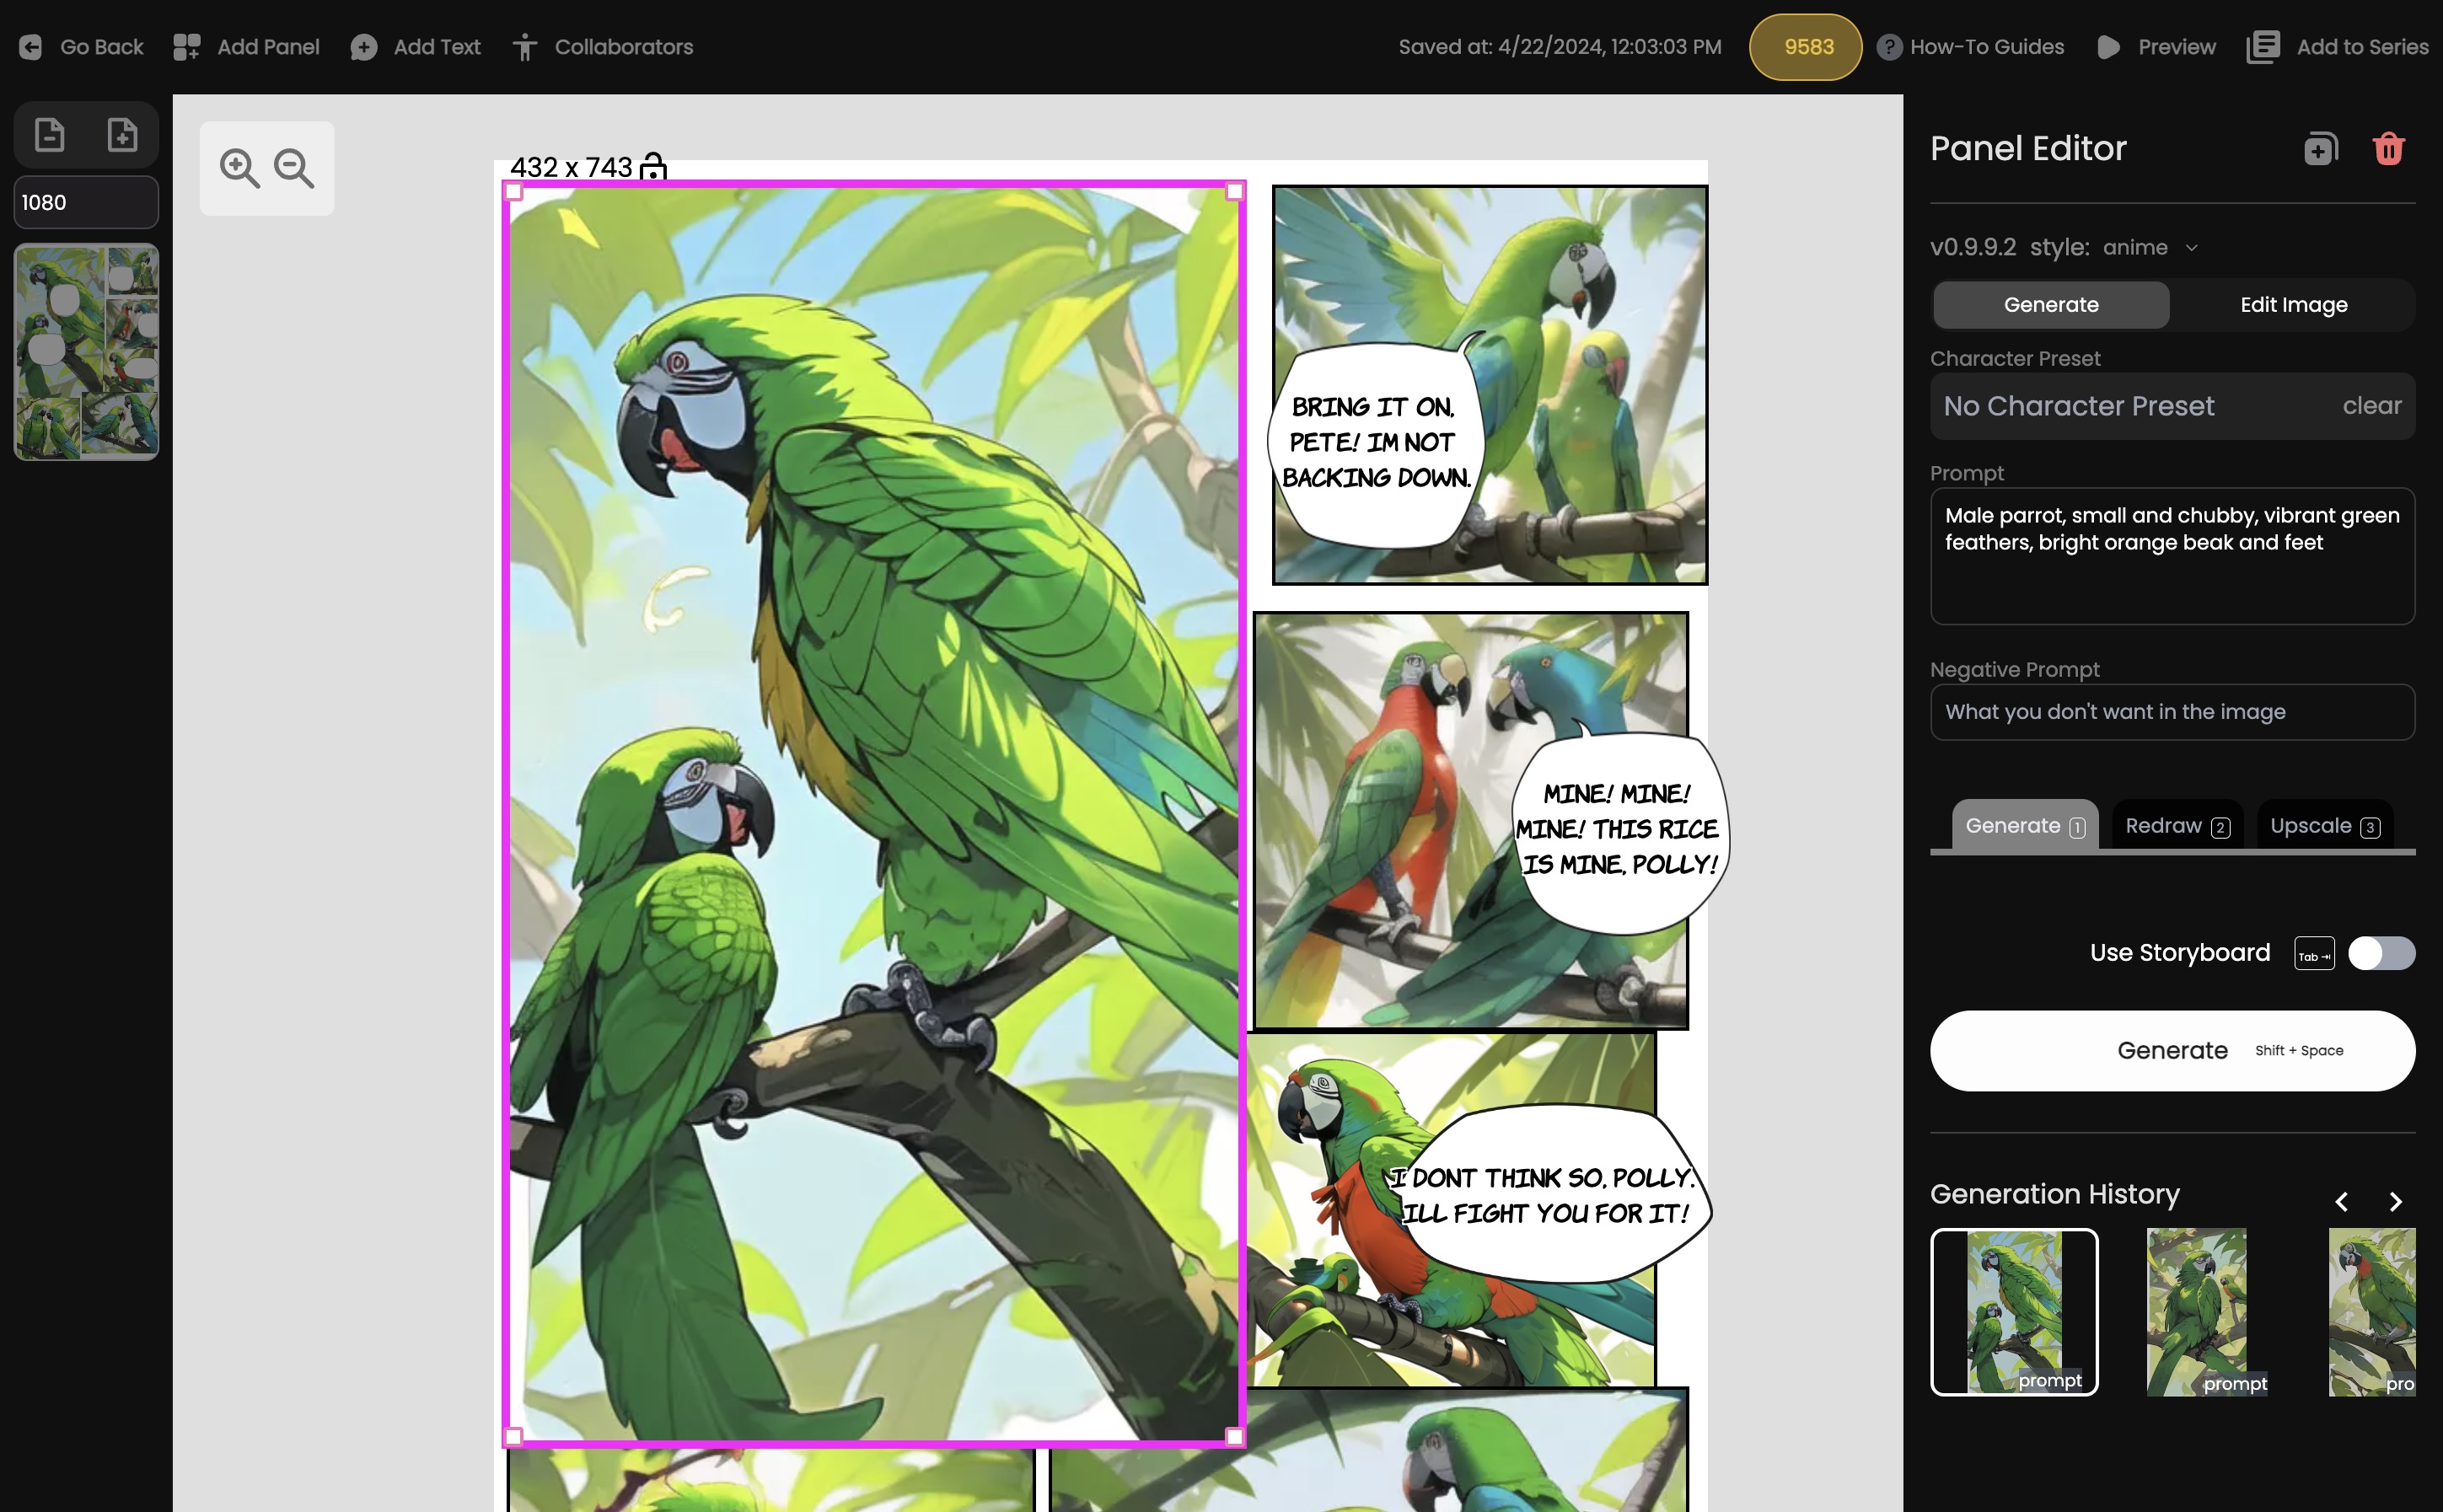 Go Back
Add Panel
Add Text
Collaborators
Saved at: 4/22/2024, 12:03:03 PM
9583
? How-To Guides
Preview
Add to Series
1080
432 x 743
BRING IT ON,
PETE! IM NOT
BACKING DOWN.
MINE! MINE!
MINE! THIS RICE
IS MINE, POLLY!
I DONT THINK SO, POLLY.
ILL FIGHT YOU FOR IT!
Panel Editor
v0.9.9.2 style: anime
Generate
Edit Image
Character Preset
No Character Preset
clear
Prompt
Male parrot, small and chubby, vibrant green
feathers, bright orange beak and feet
Negative Prompt
What you don't want in the image
Generate 1
Redraw 2
Upscale 3
Use Storyboard
Tab
Generate
Shift + Space
Generation History
prompt
prompt
pro